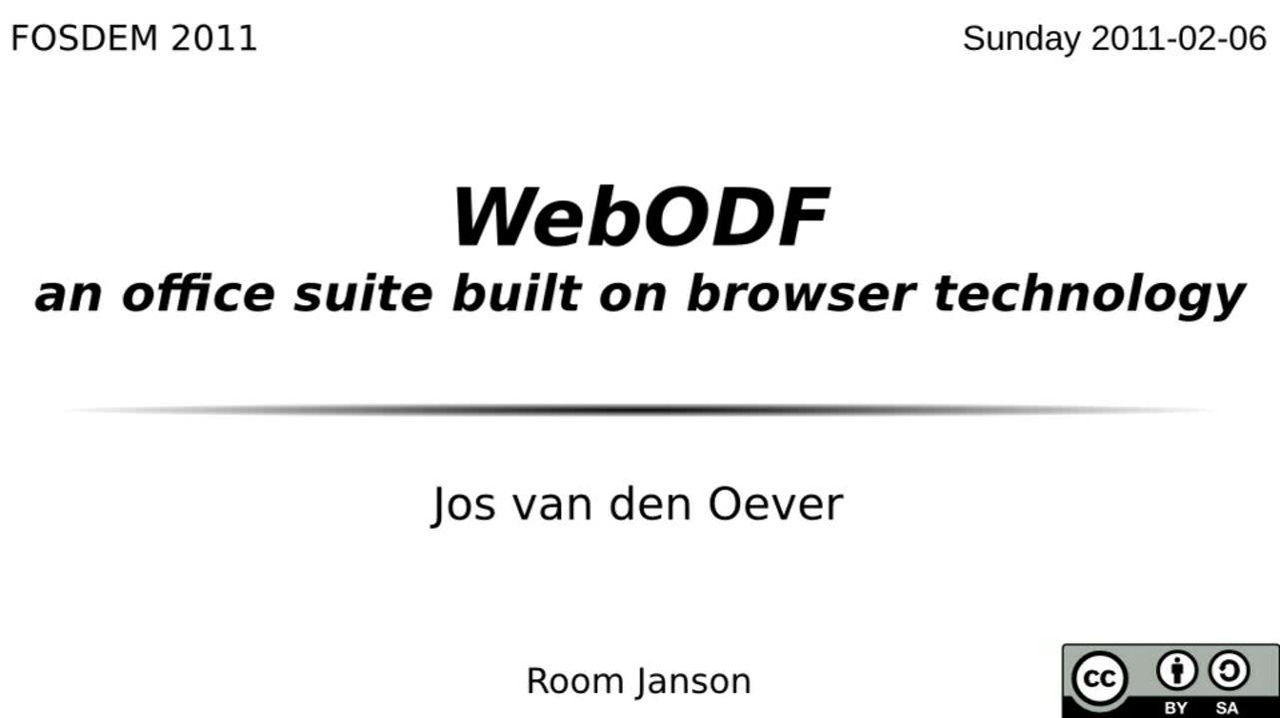 FOSDEM 2011
Sunday 2011-02-06
WebODF
an office suite built on browser technology
Jos van den Oever
Room Janson
cc
BY SA